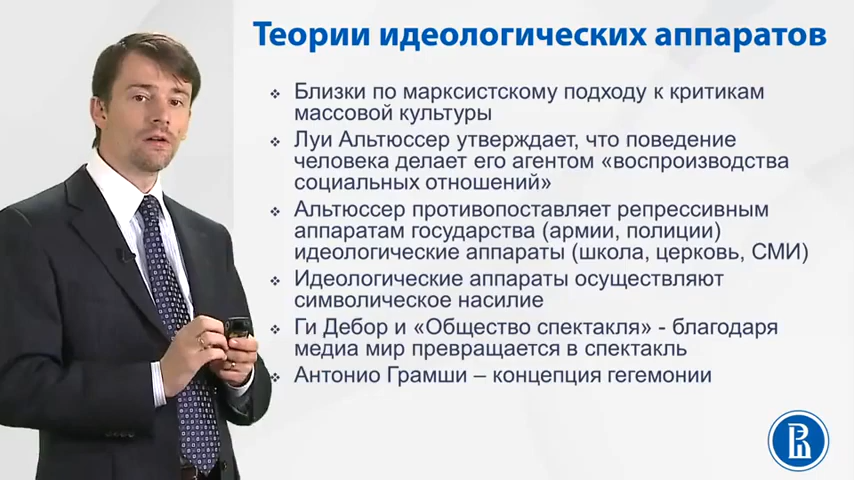 Теории идеологических аппаратов
Близки по марксистскому подходу к критикам
массовой культуры
Луи Альтюссер утверждает, что поведение
человека делает его агентом «воспроизводства
социальных отношений»
Альтюссер противопоставляет репрессивным
аппаратам государства (армии, полиции)
идеологические аппараты (школа, церковь, СМИ)
Идеологические аппараты осуществляют
символическое насилие
Ги Дебор и «Общество спектакля» - благодаря
медиа мир превращается в спектакль
Антонио Грамши – концепция гегемонии